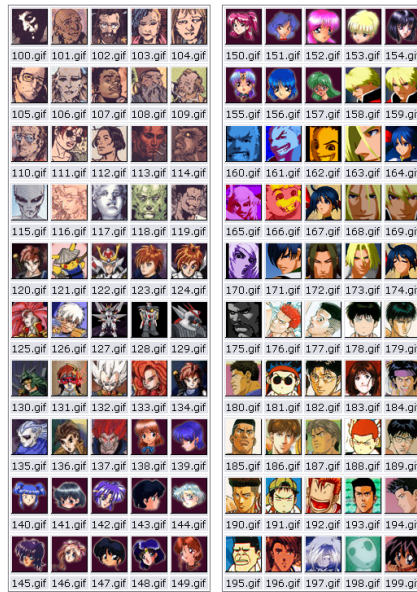 100.gif 101.gif 102.gif 103.gif 104.gif
105.gif 106.gif 107.gif 108.gif 109.gif
110.gif 111.gif 112.gif 113.gif 114.gif
115.gif 116.gif 117.gif 118.gif 119.gif
120.gif 121.gif 122.gif 123.gif 124.gif
125.gif 126.gif 127.gif 128.gif 129.gif
130.gif 131.gif 132.gif 133.gif 134.gif
135.gif 136.gif 137.gif 138.gif 139.gif
140.gif 141.gif 142.gif 143.gif 144.gif
145.gif 146.gif 147.gif 148.gif 149.gif
150.gif 151.gif 152.gif 153.gif 154.gi
155.gif 156.gif 157.gif 158.gif 159.gi
160.gif 161.gif 162.gif 163.gif 164.gi
165.gif 166.gif 167.gif 168.gif 169.gi
170.gif 171.gif 172.gif 173.gif 174.gi
175.gif 176.gif 177.gif 178.gif 179.gi
180.gif 181.gif 182.gif 183.gif 184.gi
185.gif 186.gif 187.gif 188.gif 189.gi
190.gif 191.gif 192.gif 193.gif 194.gi
195.gif 196.gif 197.gif 198.gif 199.gi